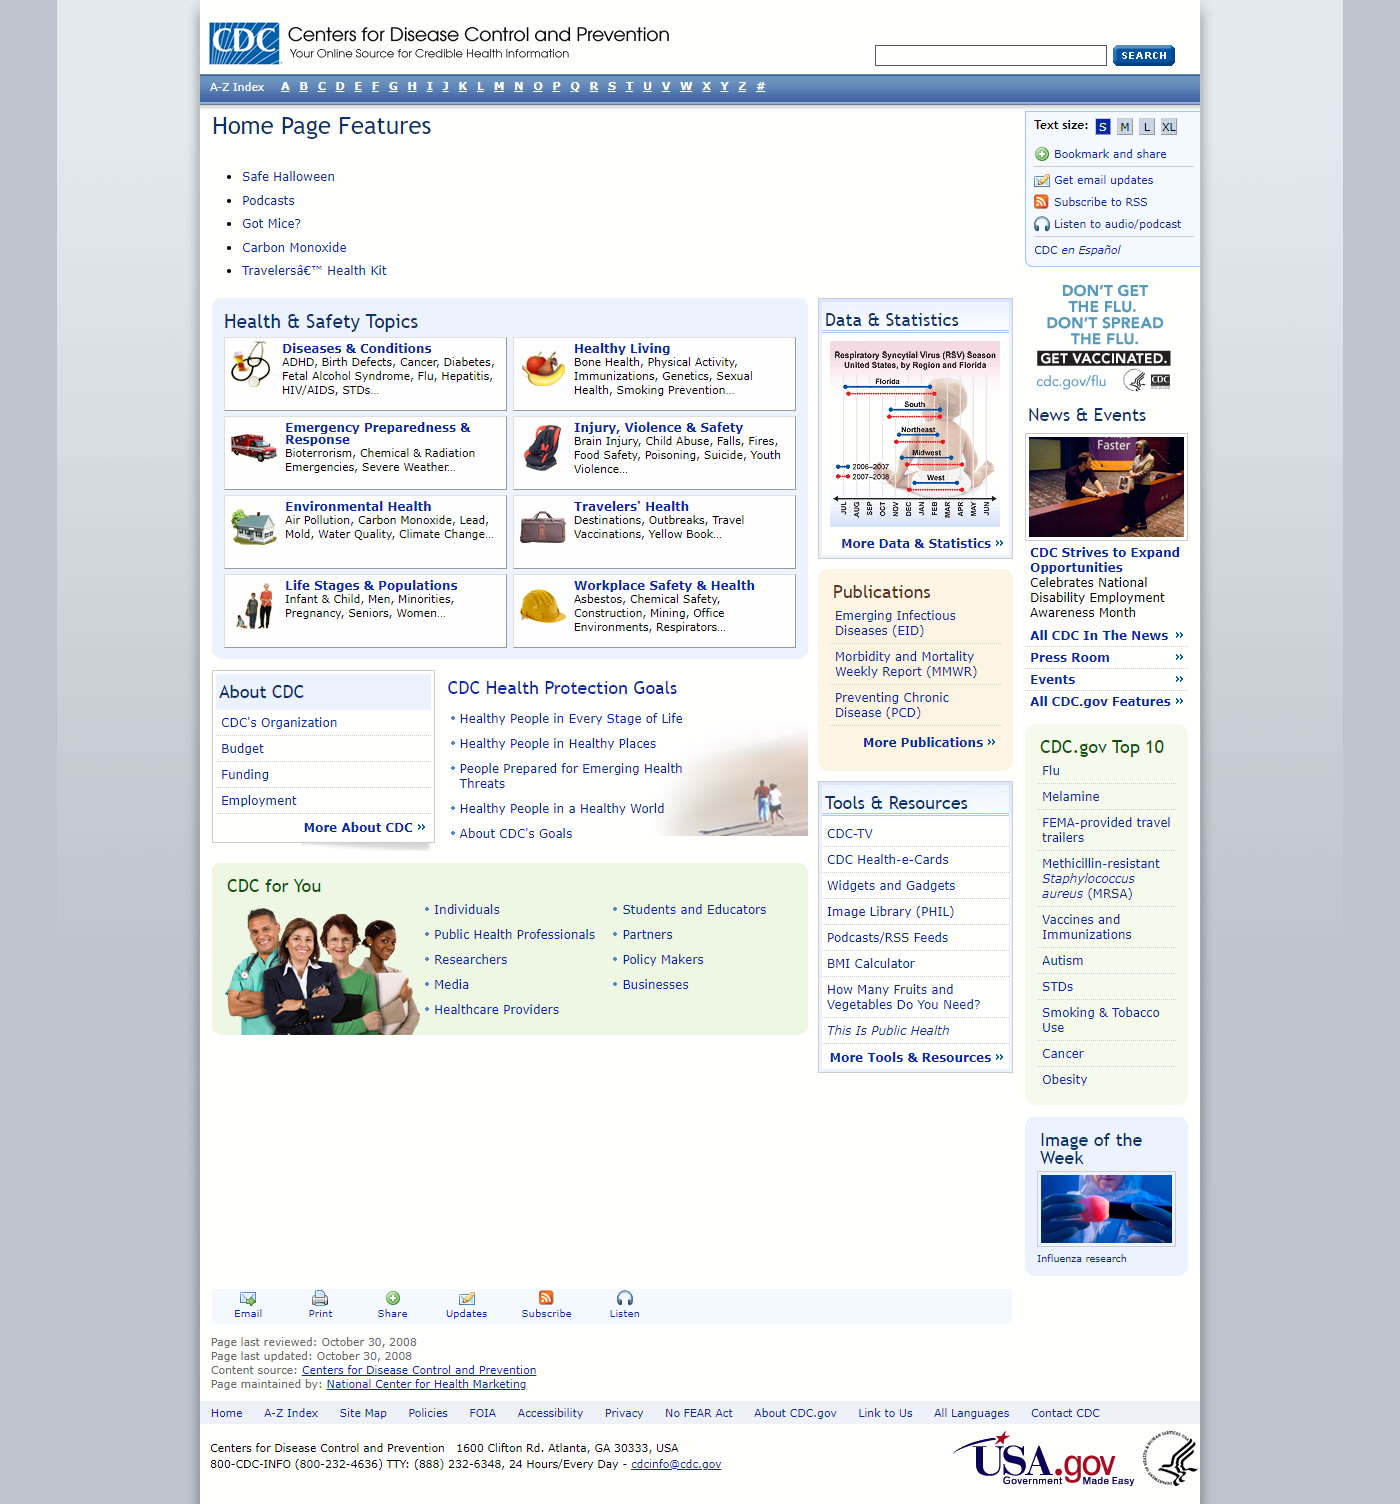 CDC Centers for Disease Control and Prevention
Your Online Source for Credible Health Information
SEARCH
A-Z Index A B C D E F G H I J K L M N O P Q R S T U V W X Y Z #
Home Page Features
Safe Halloween
Podcasts
Got Mice?
Carbon Monoxide
Travelersâ€™ Health Kit
Text size: S M L XL
Bookmark and share
Get email updates
Subscribe to RSS
Listen to audio/podcast
CDC en Español
Health & Safety Topics
Diseases & Conditions
ADHD, Birth Defects, Cancer, Diabetes,
Fetal Alcohol Syndrome, Flu, Hepatitis,
HIV/AIDS, STDs...
Healthy Living
Bone Health, Physical Activity,
Immunizations, Genetics, Sexual
Health, Smoking Prevention...
Emergency Preparedness &
Response
Bioterrorism, Chemical & Radiation
Emergencies, Severe Weather...
Injury, Violence & Safety
Brain Injury, Child Abuse, Falls, Fires,
Food Safety, Poisoning, Suicide, Youth
Violence...
Environmental Health
Air Pollution, Carbon Monoxide, Lead,
Mold, Water Quality, Climate Change...
Travelers' Health
Destinations, Outbreaks, Travel
Vaccinations, Yellow Book...
Life Stages & Populations
Infant & Child, Men, Minorities,
Pregnancy, Seniors, Women...
Workplace Safety & Health
Asbestos, Chemical Safety,
Construction, Mining, Office
Environments, Respirators...
About CDC
CDC's Organization
Budget
Funding
Employment
More About CDC »
CDC Health Protection Goals
Healthy People in Every Stage of Life
Healthy People in Healthy Places
People Prepared for Emerging Health
Threats
Healthy People in a Healthy World
About CDC's Goals
CDC for You
Individuals
Public Health Professionals
Researchers
Media
Healthcare Providers
Students and Educators
Partners
Policy Makers
Businesses
Data & Statistics
Respiratory Syncytial Virus (RSV) Season
United States, by Region and Florida
Florida
South
Northeast
Midwest
West
2006–2007
2007–2008
JUL AUG SEP OCT NOV DEC JAN FEB MAR APR MAY JUN
More Data & Statistics »
Publications
Emerging Infectious
Diseases (EID)
Morbidity and Mortality
Weekly Report (MMWR)
Preventing Chronic
Disease (PCD)
More Publications »
Tools & Resources
CDC-TV
CDC Health-e-Cards
Widgets and Gadgets
Image Library (PHIL)
Podcasts/RSS Feeds
BMI Calculator
How Many Fruits and
Vegetables Do You Need?
This Is Public Health
More Tools & Resources »
DON'T GET
THE FLU.
DON'T SPREAD
THE FLU.
GET VACCINATED.
cdc.gov/flu CDC
News & Events
Faster
CDC Strives to Expand
Opportunities
Celebrates National
Disability Employment
Awareness Month
All CDC In The News »
Press Room »
Events »
All CDC.gov Features »
CDC.gov Top 10
Flu
Melamine
FEMA-provided travel
trailers
Methicillin-resistant
Staphylococcus
aureus (MRSA)
Vaccines and
Immunizations
Autism
STDs
Smoking & Tobacco
Use
Cancer
Obesity
Image of the
Week
Influenza research
Email Print Share Updates Subscribe Listen
Page last reviewed: October 30, 2008
Page last updated: October 30, 2008
Content source: Centers for Disease Control and Prevention
Page maintained by: National Center for Health Marketing
Home A-Z Index Site Map Policies FOIA Accessibility Privacy No FEAR Act About CDC.gov Link to Us All Languages Contact CDC
Centers for Disease Control and Prevention 1600 Clifton Rd. Atlanta, GA 30333, USA
800-CDC-INFO (800-232-4636) TTY: (888) 232-6348, 24 Hours/Every Day - cdcinfo@cdc.gov
USA.gov
Government Made Easy